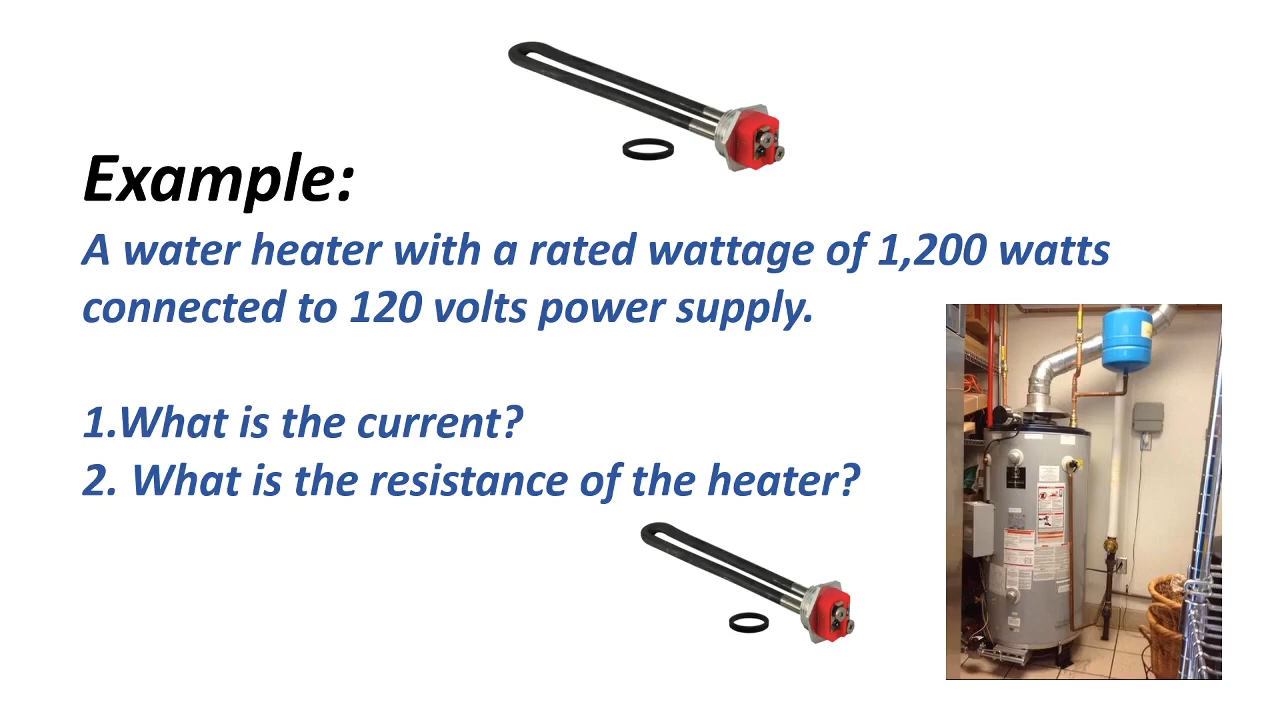 Example:
A water heater with a rated wattage of 1,200 watts
connected to 120 volts power supply.
1.What is the current?
2. What is the resistance of the heater?